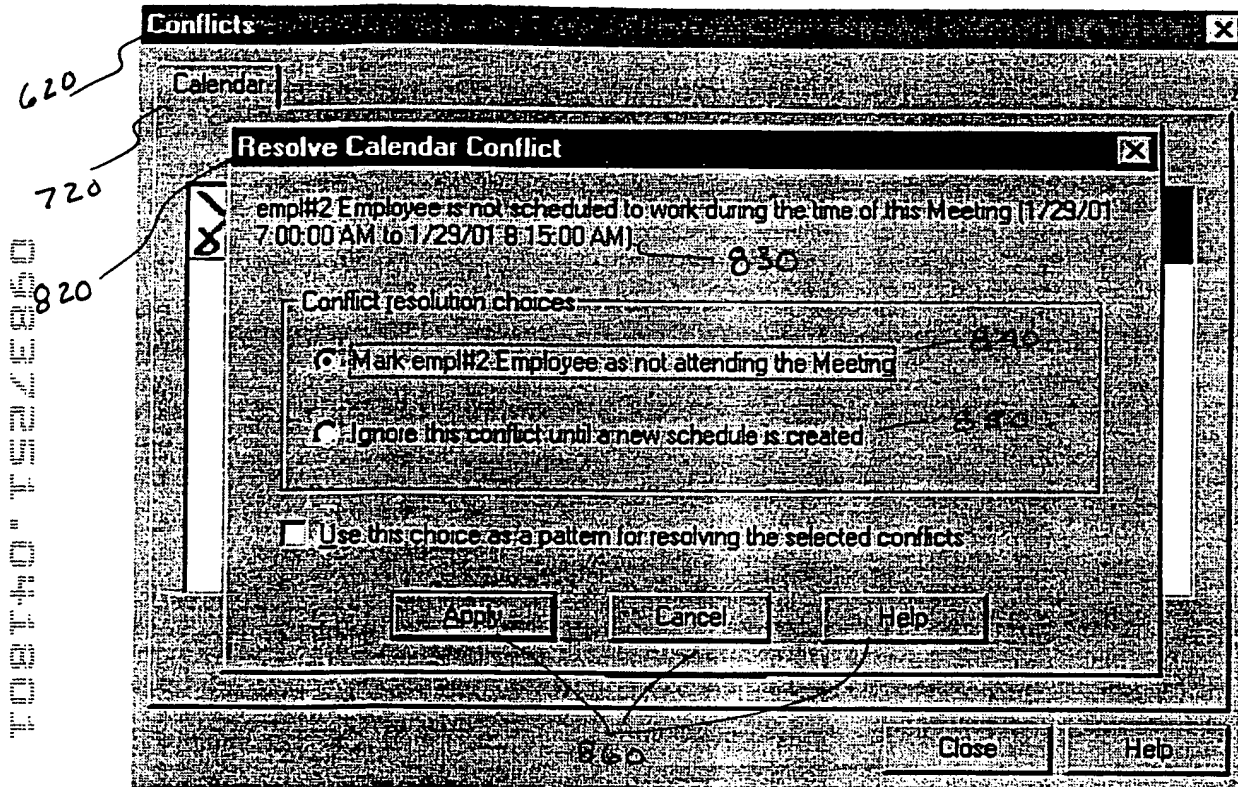 Conflicts
620
Calendar
720
Resolve Calendar Conflict
820
empl#2 Employee is not scheduled to work during the time of this Meeting (1/29/01
7:00:00 AM to 1/29/01 8:15:00 AM)
830
Conflict resolution choices
Mark empl#2 Employee as not attending the Meeting
840
Ignore this conflict until a new schedule is created
Use this choice as a pattern for resolving the selected conflicts
Apply
Cancel
Help
860
Close
Help